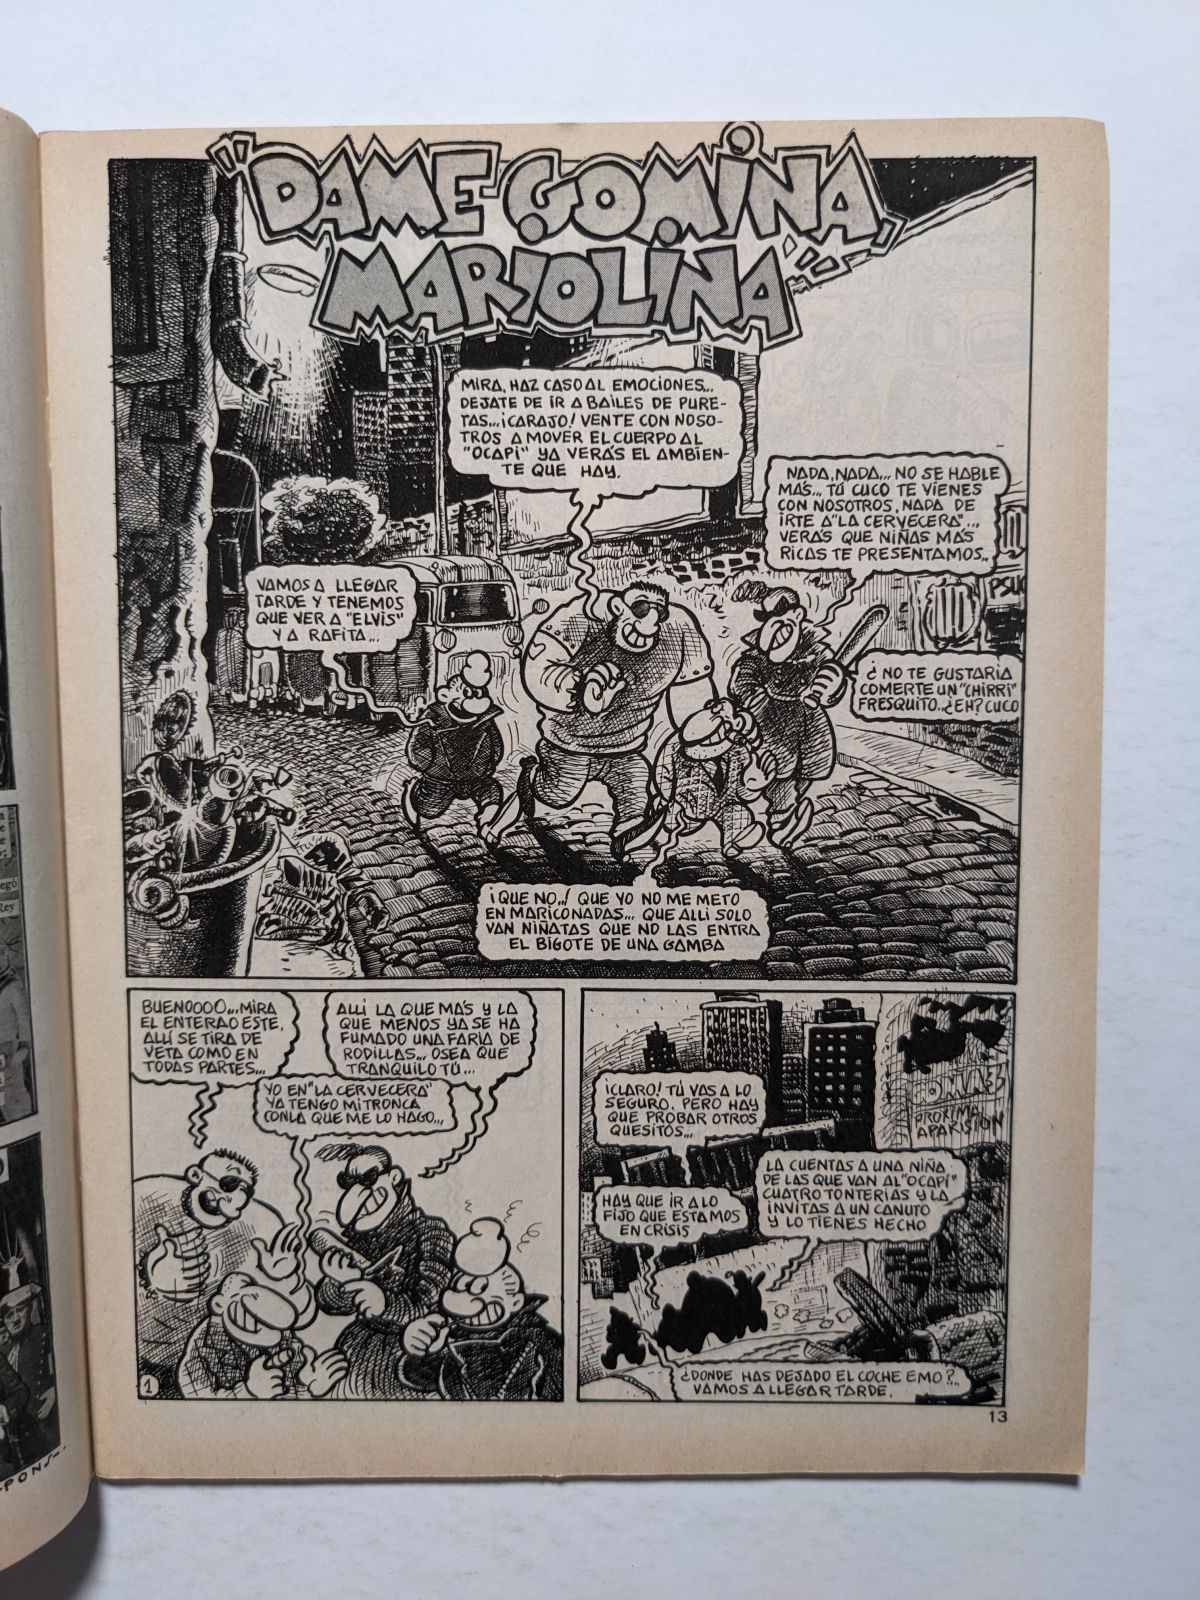 "DAME GOMINA,
MARIOLINA"
MIRA, HAZ CASO AL EMOCIONES...
DEJATE DE IR A BAILES DE PURE-
TAS...¡CARAJO! VENTE CON NOSO-
TROS A MOVER EL CUERPO AL
"OCAPI" YA VERÁS EL AMBIEN-
TE QUE HAY.
NADA, NADA... NO SE HABLE
MÁS... TÚ CUCO TE VIENES
CON NOSOTROS, NADA DE
IRTE A "LA CERVECERA"...
VERÁS QUE NIÑAS MÁS
RICAS TE PRESENTAMOS..
VAMOS A LLEGAR
TARDE Y TENEMOS
QUE VER A "ELVIS"
Y A RAFITA...
PSUC
¿NO TE GUSTARIA
COMERTE UN "CHIRRI"
FRESQUITO..¿EH? CUCO
¡QUE NO..! QUE YO NO ME METO
EN MARICONADAS... QUE ALLI SOLO
VAN NIÑATAS QUE NO LAS ENTRA
EL BIGOTE DE UNA GAMBA
BUENOOOO...MIRA
EL ENTERAO ESTE,
ALLÍ SE TIRA DE
VETA COMO EN
TODAS PARTES...
ALLI LA QUE MÁS Y LA
QUE MENOS YA SE HA
FUMADO UNA FARIA DE
RODILLAS... OSEA QUE
TRANQUILO TÚ...
YO EN "LA CERVECERA"
YA TENGO MI TRONCA
CON LA QUE ME LO HAGO...
1
¡CLARO! TÚ VAS A LO
SEGURO, PERO HAY
QUE PROBAR OTROS
QUESITOS...
PROXIMA
APARISIÓN
LA CUENTAS A UNA NIÑA
DE LAS QUE VAN AL "OCAPI"
CUATRO TONTERIAS Y LA
INVITAS A UN CANUTO
Y LO TIENES HECHO
HAY QUE IR A LO
FIJO QUE ESTAMOS
EN CRISIS
¿DONDE HAS DEJADO EL COCHE EMO?..
VAMOS A LLEGAR TARDE.
13
Rey
PONS